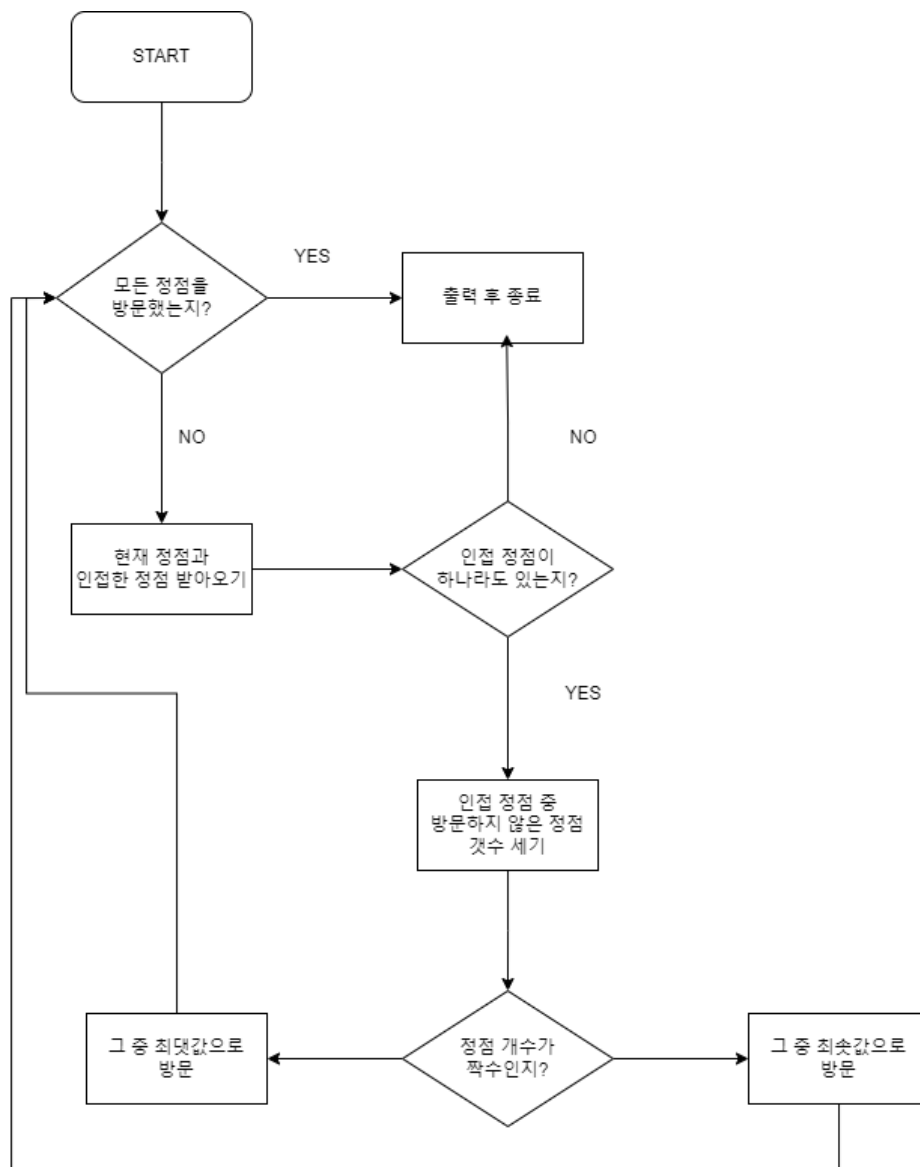 START
모든 정점을
방문했는지?
YES
출력 후 종료
NO
NO
현재 정점과
인접한 정점 받아오기
인접 정점이
하나라도 있는지?
YES
인접 정점 중
방문하지 않은 정점
갯수 세기
그 중 최댓값으로
방문
정점 개수가
짝수인지?
그 중 최솟값으로
방문